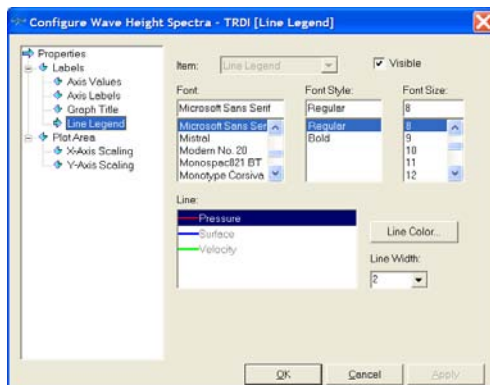 Configure Wave Height Spectra - TRDI [Line Legend]
Properties
Labels
Axis Values
Axis Labels
Graph Title
Line Legend
Plot Area
X-Axis Scaling
Y-Axis Scaling
Item: Line Legend Visible
Font: Font Style: Font Size:
Microsoft Sans Serif Regular 8
Microsoft Sans Ser Regular 8
Mistral Bold 9
Modern No. 20 10
Monospac821 BT 11
Monotype Corsiva 12
Line:
Pressure
Surface
Velocity
Line Color...
Line Width:
2
OK Cancel Apply